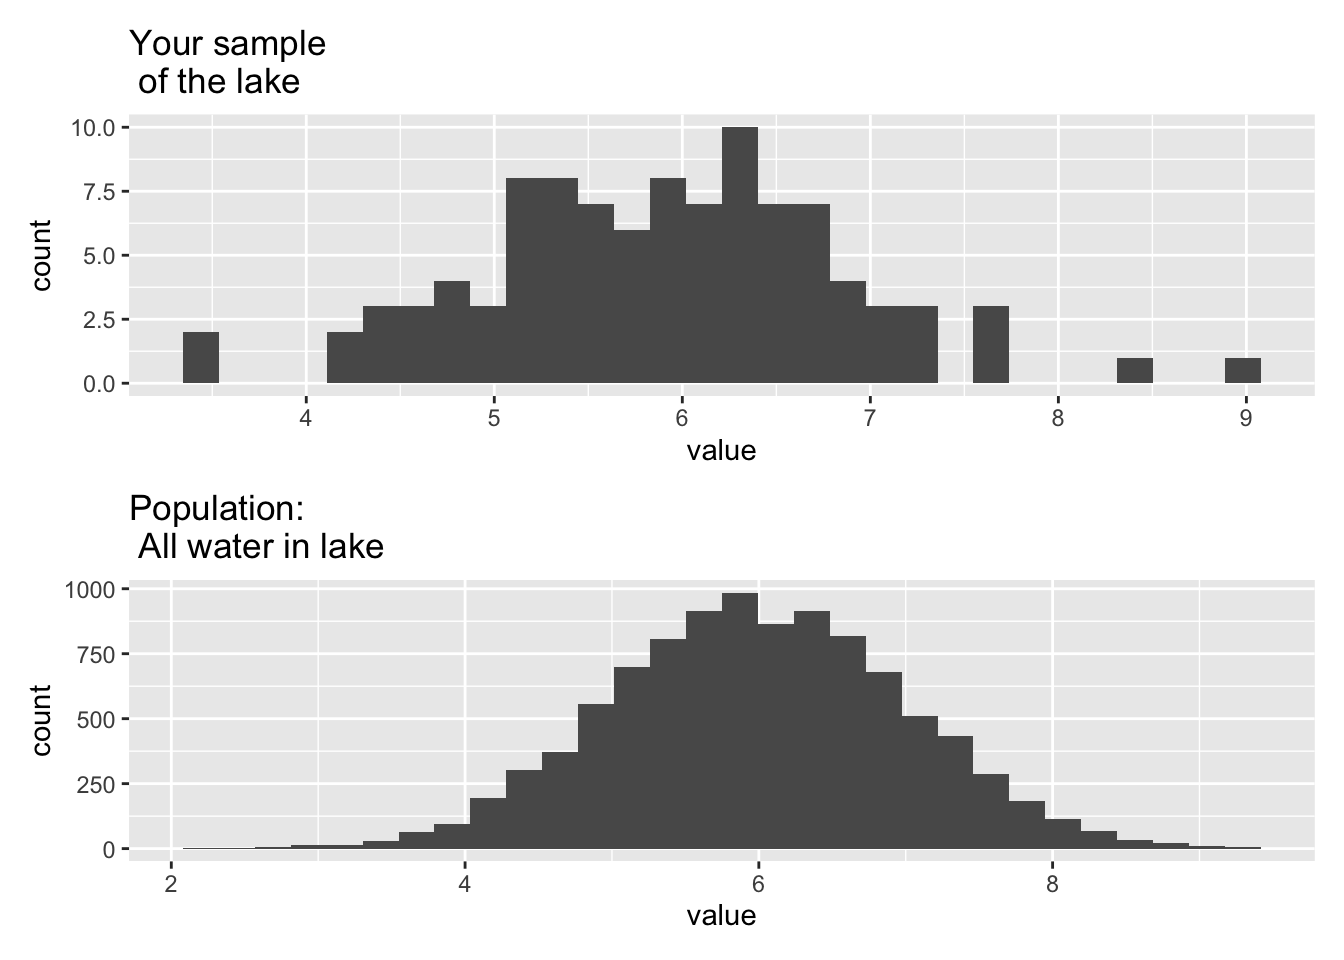 Your sample
of the lake
10.0
7.5
5.0
2.5
0.0
count
4 5 6 7 8 9
value
Population:
All water in lake
1000
750
500
250
0
count
2 4 6 8
value